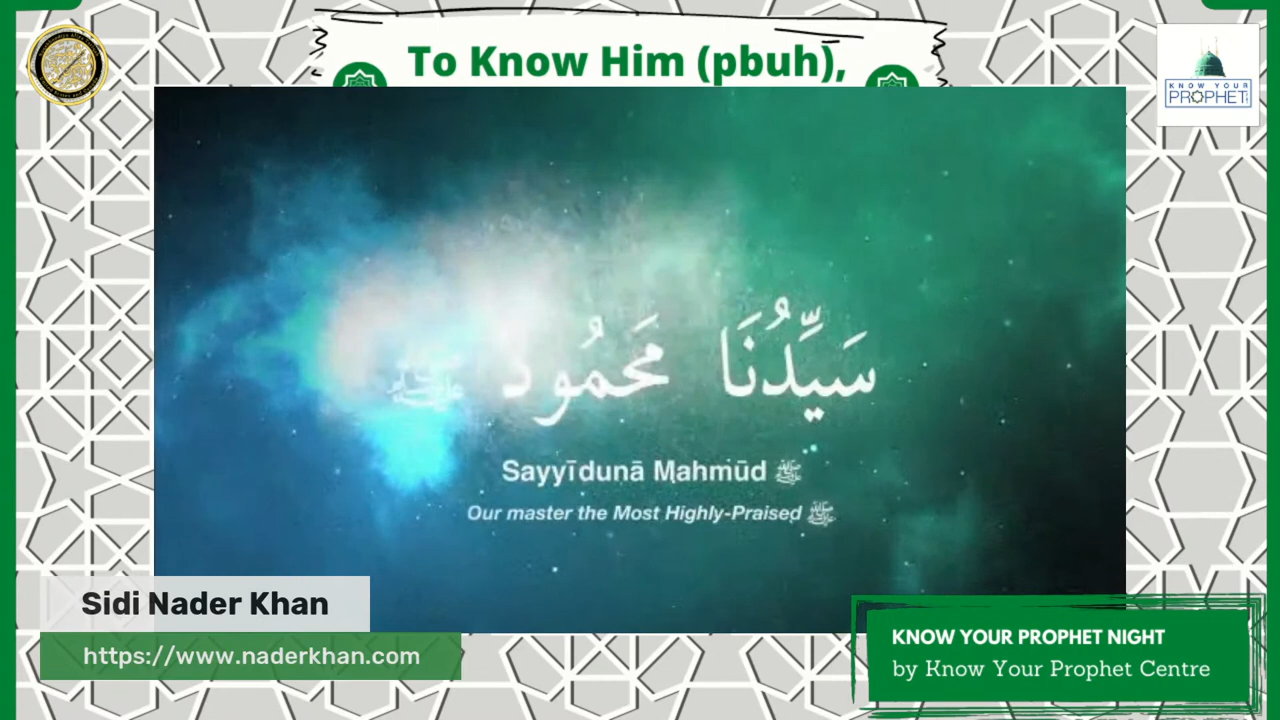 To Know Him (pbuh),
KNOW YOUR
PROPHET
سَيِّدُنَا مَحْمُودٌ ﷺ
Sayyīdunā Mahmūd ﷺ
Our master the Most Highly-Praised ﷺ
Sidi Nader Khan
https://www.naderkhan.com
KNOW YOUR PROPHET NIGHT
by Know Your Prophet Centre